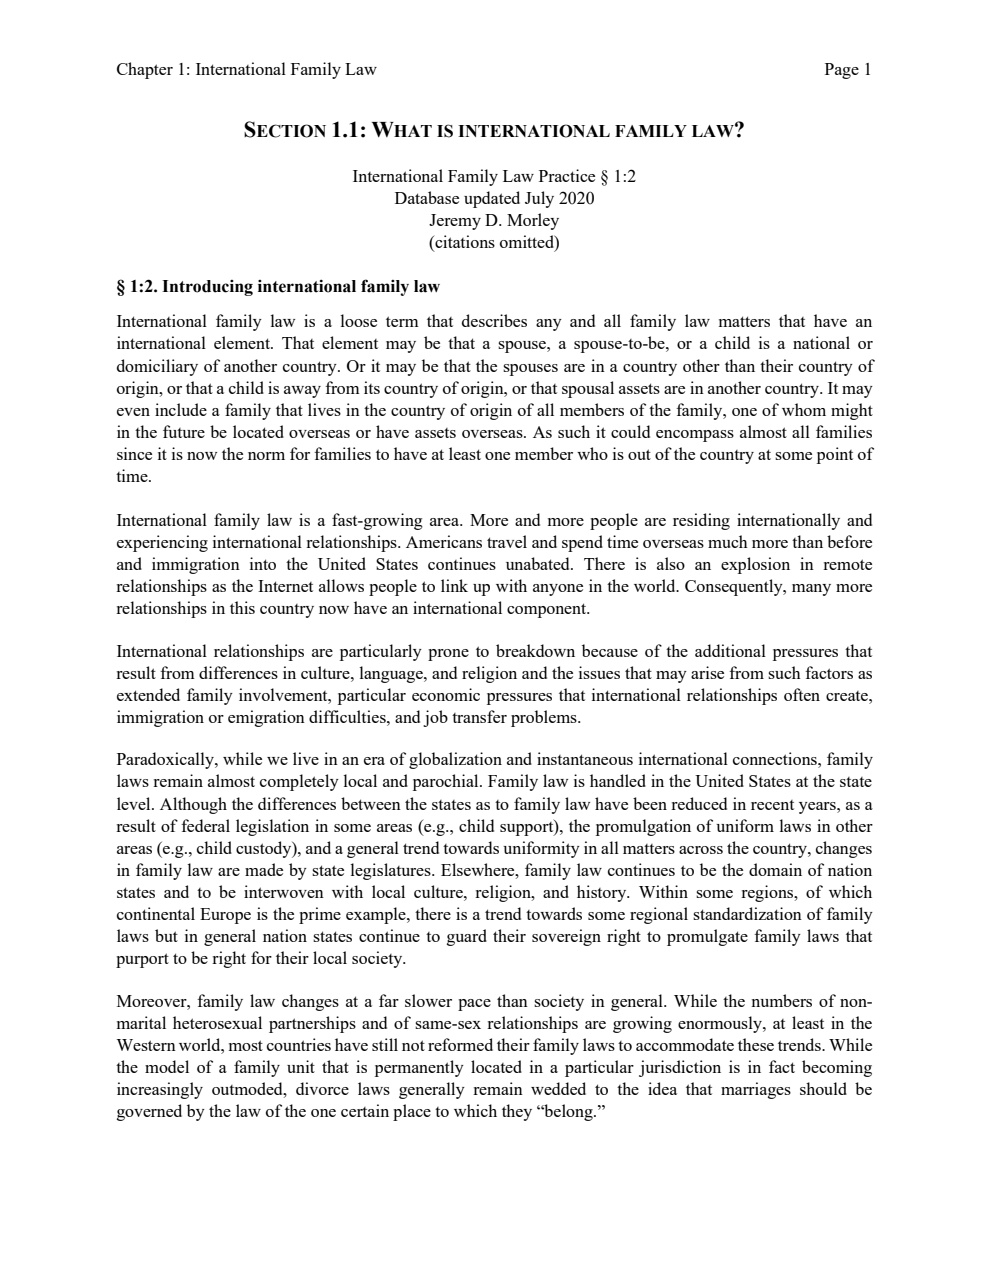 Chapter 1: International Family Law Page 1
SECTION 1.1: WHAT IS INTERNATIONAL FAMILY LAW?
International Family Law Practice § 1:2
Database updated July 2020
Jeremy D. Morley
(citations omitted)
§ 1:2. Introducing international family law
International family law is a loose term that describes any and all family law matters that have an
international element. That element may be that a spouse, a spouse-to-be, or a child is a national or
domiciliary of another country. Or it may be that the spouses are in a country other than their country of
origin, or that a child is away from its country of origin, or that spousal assets are in another country. It may
even include a family that lives in the country of origin of all members of the family, one of whom might
in the future be located overseas or have assets overseas. As such it could encompass almost all families
since it is now the norm for families to have at least one member who is out of the country at some point of
time.
International family law is a fast-growing area. More and more people are residing internationally and
experiencing international relationships. Americans travel and spend time overseas much more than before
and immigration into the United States continues unabated. There is also an explosion in remote
relationships as the Internet allows people to link up with anyone in the world. Consequently, many more
relationships in this country now have an international component.
International relationships are particularly prone to breakdown because of the additional pressures that
result from differences in culture, language, and religion and the issues that may arise from such factors as
extended family involvement, particular economic pressures that international relationships often create,
immigration or emigration difficulties, and job transfer problems.
Paradoxically, while we live in an era of globalization and instantaneous international connections, family
laws remain almost completely local and parochial. Family law is handled in the United States at the state
level. Although the differences between the states as to family law have been reduced in recent years, as a
result of federal legislation in some areas (e.g., child support), the promulgation of uniform laws in other
areas (e.g., child custody), and a general trend towards uniformity in all matters across the country, changes
in family law are made by state legislatures. Elsewhere, family law continues to be the domain of nation
states and to be interwoven with local culture, religion, and history. Within some regions, of which
continental Europe is the prime example, there is a trend towards some regional standardization of family
laws but in general nation states continue to guard their sovereign right to promulgate family laws that
purport to be right for their local society.
Moreover, family law changes at a far slower pace than society in general. While the numbers of non-
marital heterosexual partnerships and of same-sex relationships are growing enormously, at least in the
Western world, most countries have still not reformed their family laws to accommodate these trends. While
the model of a family unit that is permanently located in a particular jurisdiction is in fact becoming
increasingly outmoded, divorce laws generally remain wedded to the idea that marriages should be
governed by the law of the one certain place to which they “belong.”